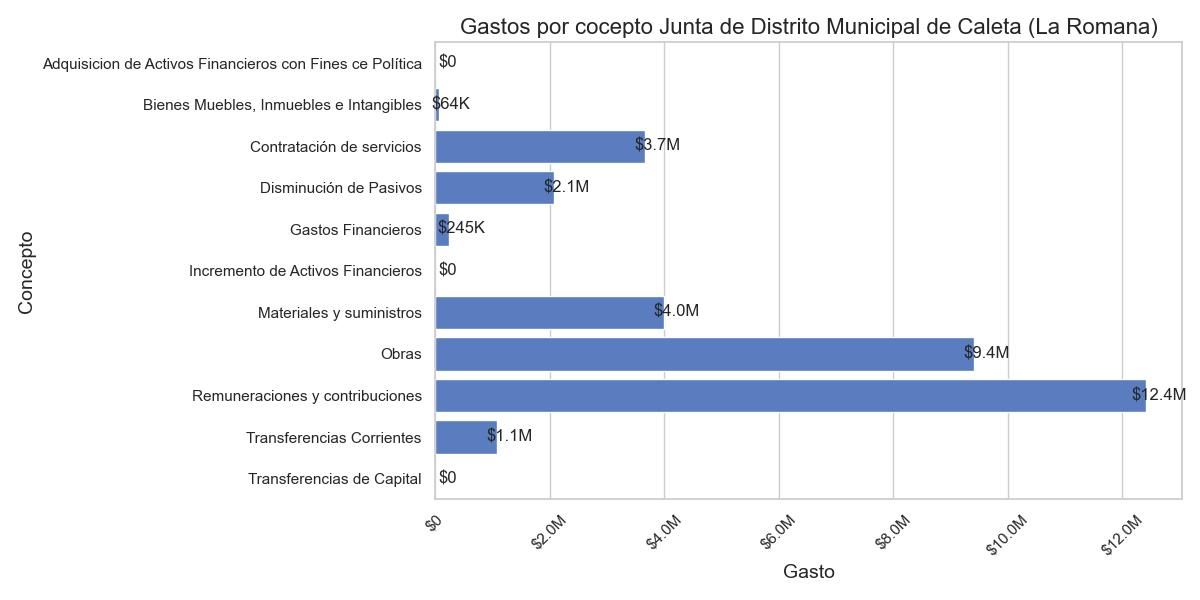 Gastos por cocepto Junta de Distrito Municipal de Caleta (La Romana)
Adquisicion de Activos Financieros con Fines ce Política $0
Bienes Muebles, Inmuebles e Intangibles $64K
Contratación de servicios $3.7M
Disminución de Pasivos $2.1M
Gastos Financieros $245K
Incremento de Activos Financieros $0
Materiales y suministros $4.0M
Obras $9.4M
Remuneraciones y contribuciones $12.4M
Transferencias Corrientes $1.1M
Transferencias de Capital $0
Concepto
$0 $2.0M $4.0M $6.0M $8.0M $10.0M $12.0M
Gasto